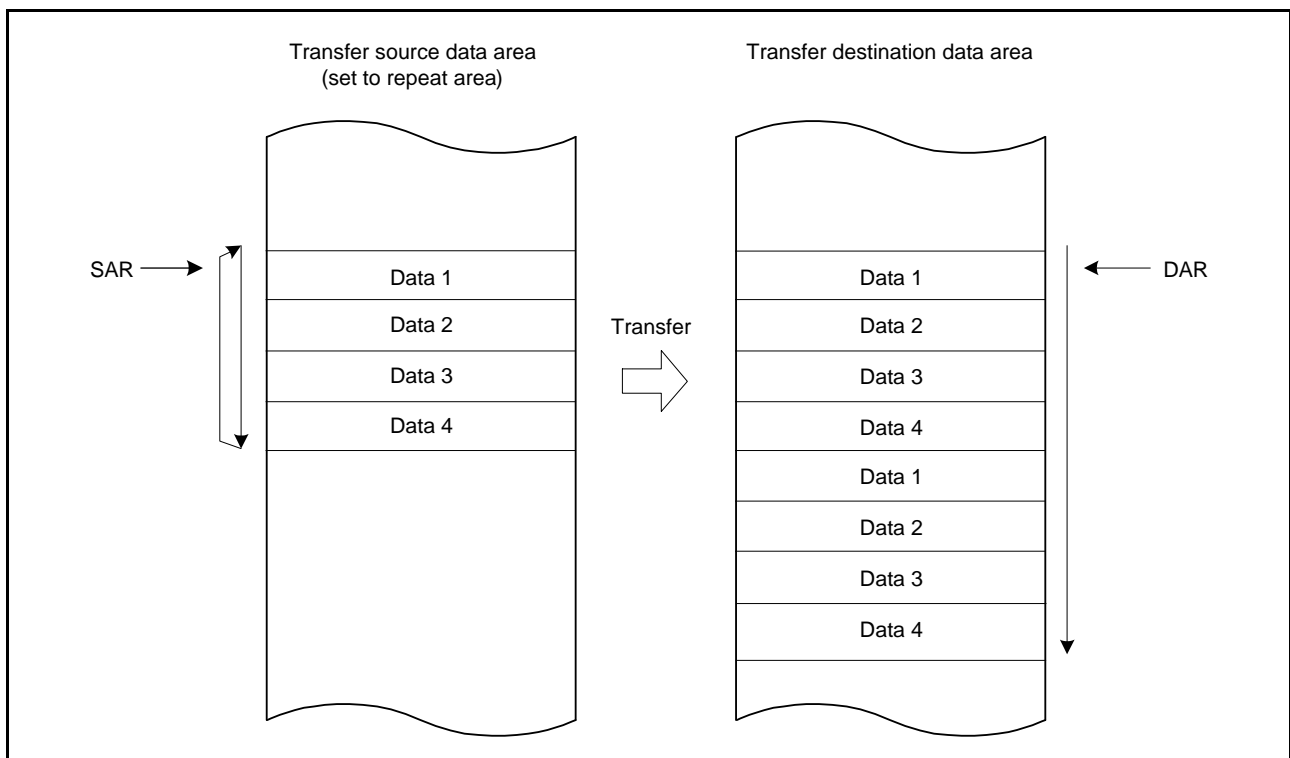 Transfer source data area
(set to repeat area)
Transfer destination data area
SAR
Data 1
Data 2
Data 3
Data 4
Transfer
DAR
Data 1
Data 2
Data 3
Data 4
Data 1
Data 2
Data 3
Data 4